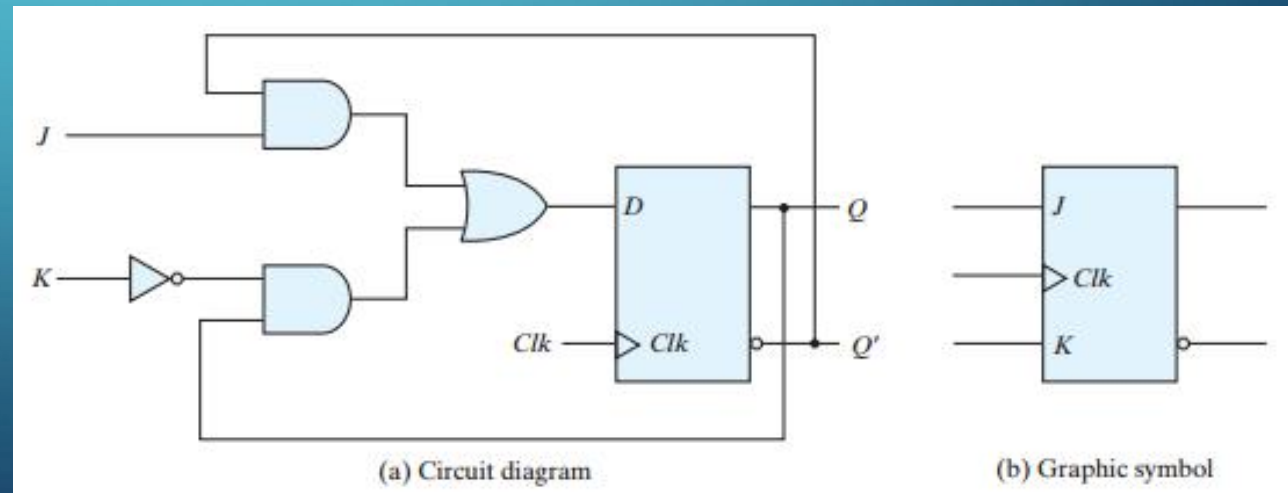 J
K
D
Clk
Clk
Q
Q'
(a) Circuit diagram
J
Clk
K
(b) Graphic symbol